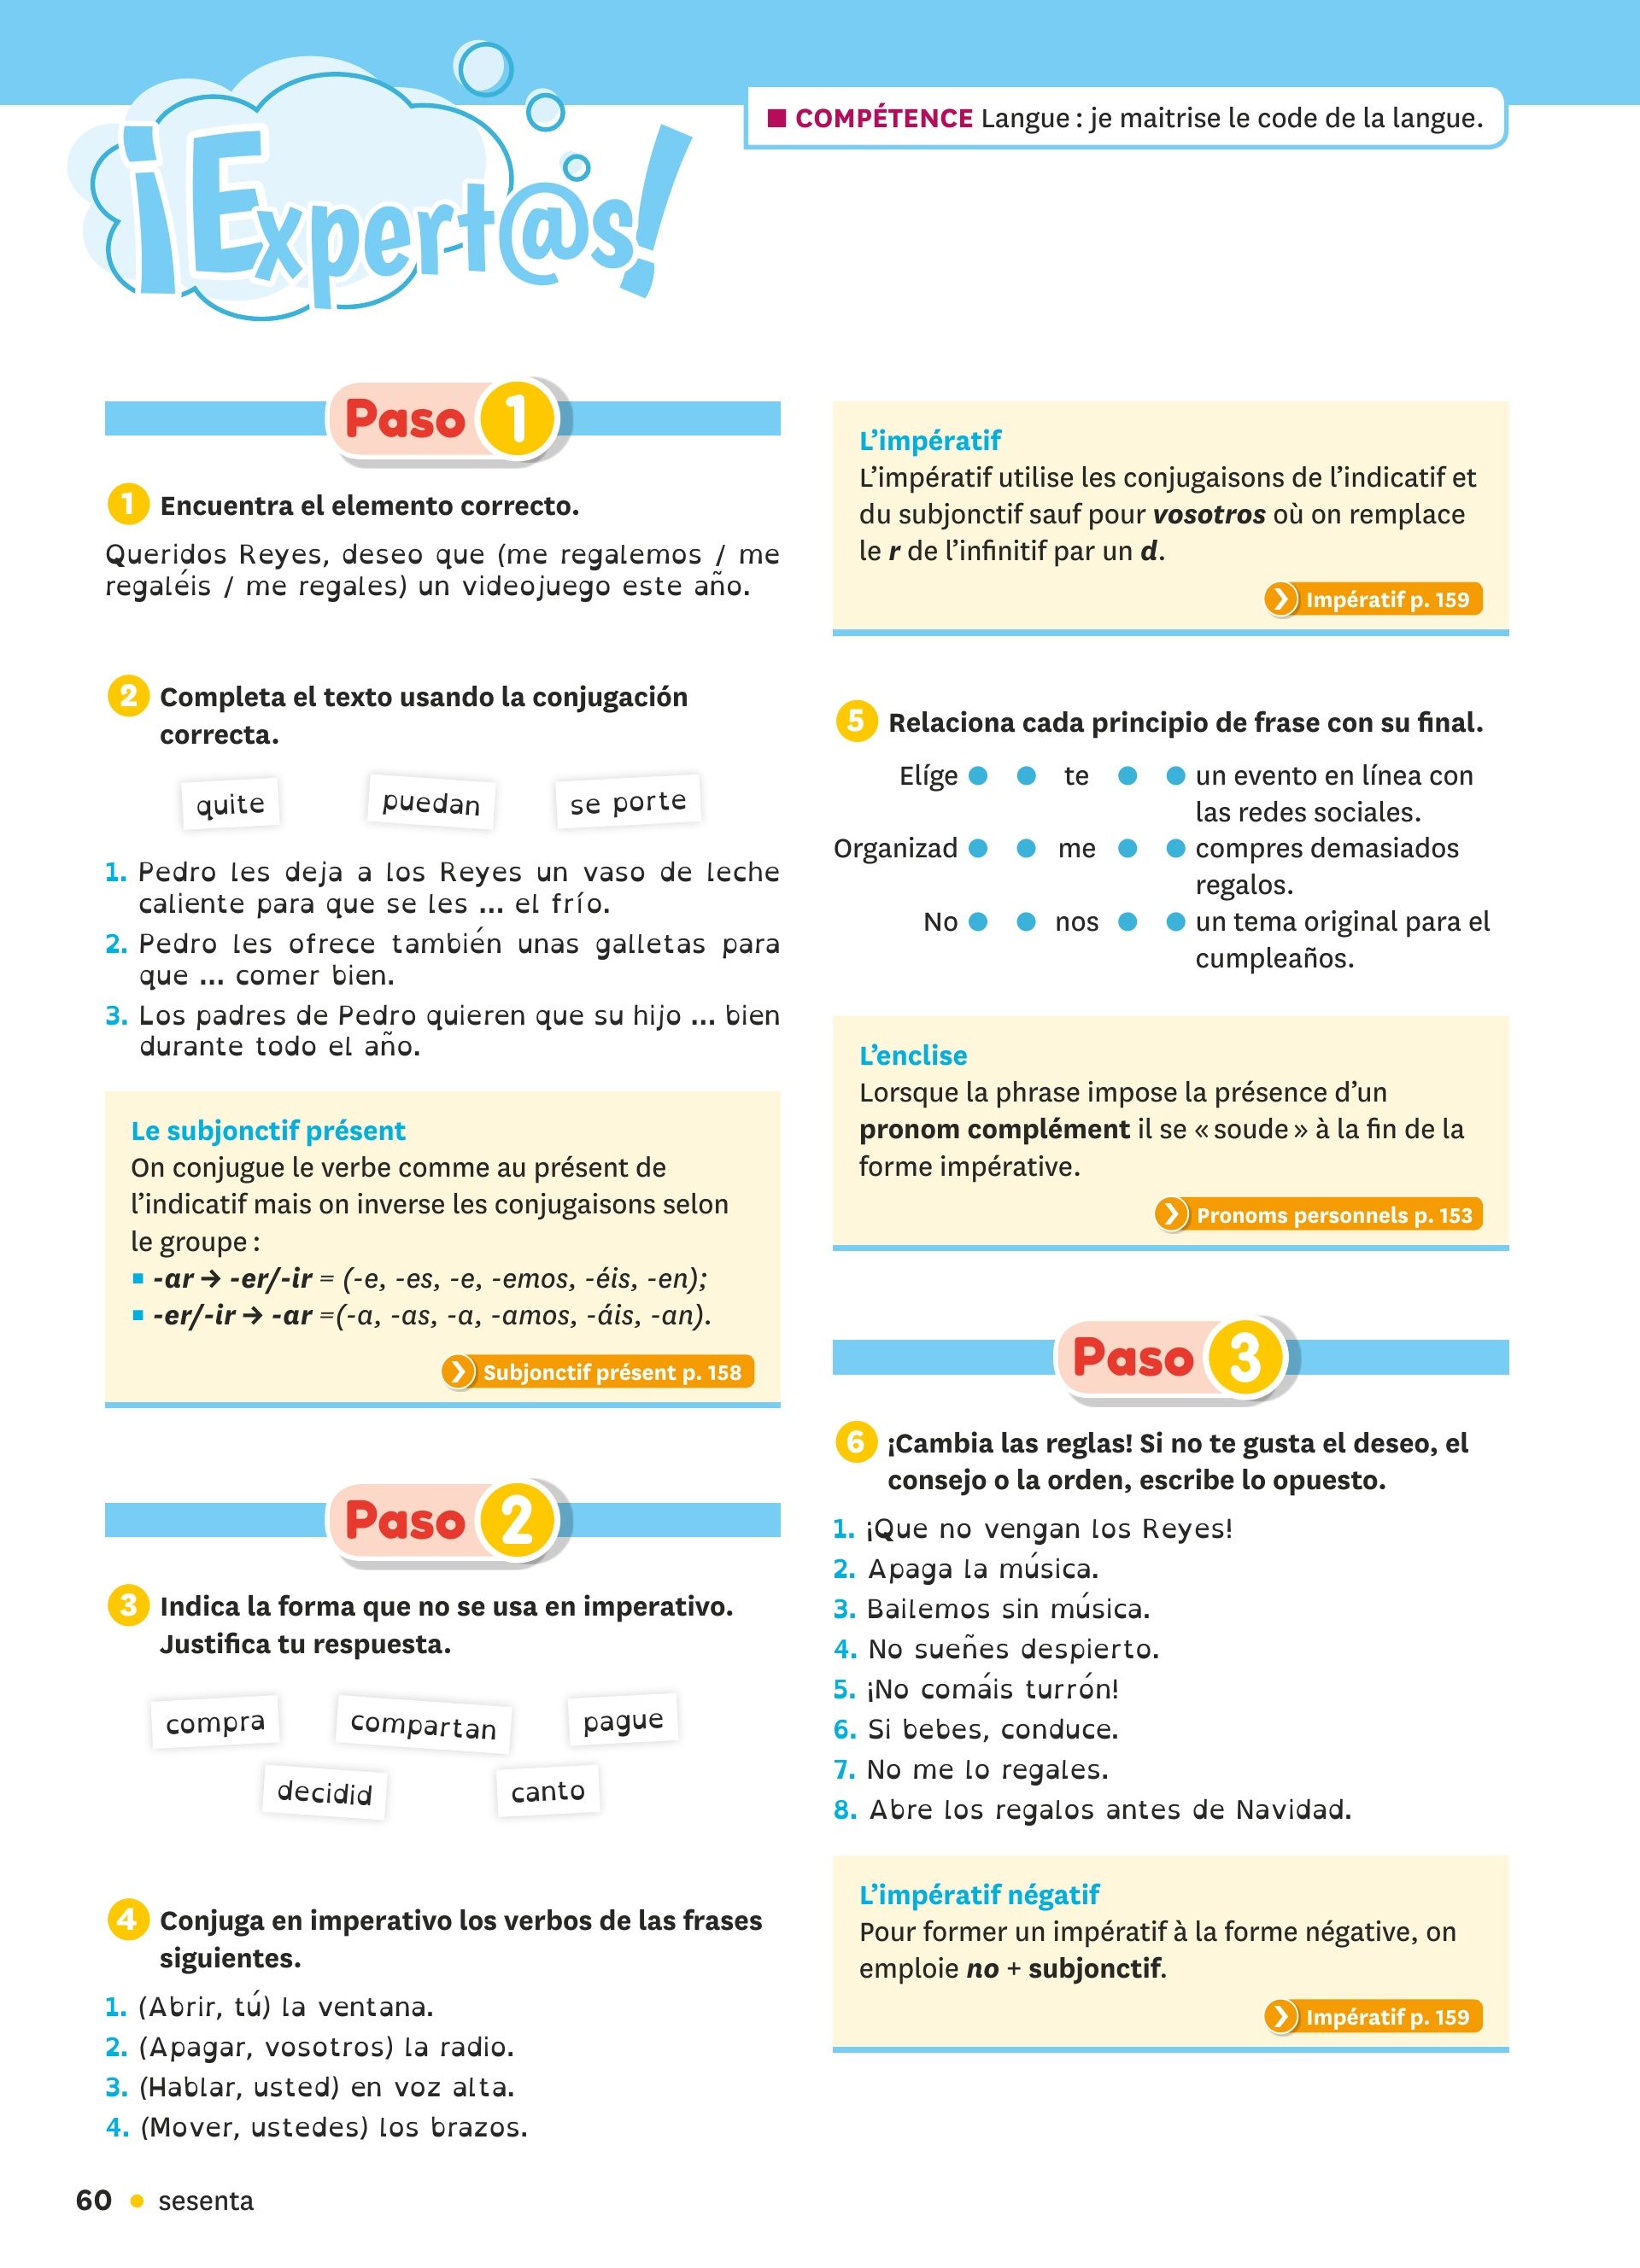 ■ COMPÉTENCE Langue : je maitrise le code de la langue.
¡Expert@s!
Paso 1
1 Encuentra el elemento correcto.
Queridos Reyes, deseo que (me regalemos / me
regaléis / me regales) un videojuego este año.
2 Completa el texto usando la conjugación
correcta.
quite puedan se porte
1. Pedro les deja a los Reyes un vaso de leche
caliente para que se les ... el frío.
2. Pedro les ofrece también unas galletas para
que ... comer bien.
3. Los padres de Pedro quieren que su hijo ... bien
durante todo el año.
Le subjonctif présent
On conjugue le verbe comme au présent de
l'indicatif mais on inverse les conjugaisons selon
le groupe :
▪ -ar → -er/-ir = (-e, -es, -e, -emos, -éis, -en);
▪ -er/-ir → -ar =(-a, -as, -a, -amos, -áis, -an).
Subjonctif présent p. 158
Paso 2
3 Indica la forma que no se usa en imperativo.
Justifica tu respuesta.
compra compartan pague
decidid canto
4 Conjuga en imperativo los verbos de las frases
siguientes.
1. (Abrir, tú) la ventana.
2. (Apagar, vosotros) la radio.
3. (Hablar, usted) en voz alta.
4. (Mover, ustedes) los brazos.
L'impératif
L'impératif utilise les conjugaisons de l'indicatif et
du subjonctif sauf pour vosotros où on remplace
le r de l'infinitif par un d.
Impératif p. 159
5 Relaciona cada principio de frase con su final.
Elíge ● ● te ● ● un evento en línea con
las redes sociales.
Organizad ● ● me ● ● compres demasiados
regalos.
No ● ● nos ● ● un tema original para el
cumpleaños.
L'enclise
Lorsque la phrase impose la présence d'un
pronom complément il se « soude » à la fin de la
forme impérative.
Pronoms personnels p. 153
Paso 3
6 ¡Cambia las reglas! Si no te gusta el deseo, el
consejo o la orden, escribe lo opuesto.
1. ¡Que no vengan los Reyes!
2. Apaga la música.
3. Bailemos sin música.
4. No sueñes despierto.
5. ¡No comáis turrón!
6. Si bebes, conduce.
7. No me lo regales.
8. Abre los regalos antes de Navidad.
L'impératif négatif
Pour former un impératif à la forme négative, on
emploie no + subjonctif.
Impératif p. 159
60 • sesenta